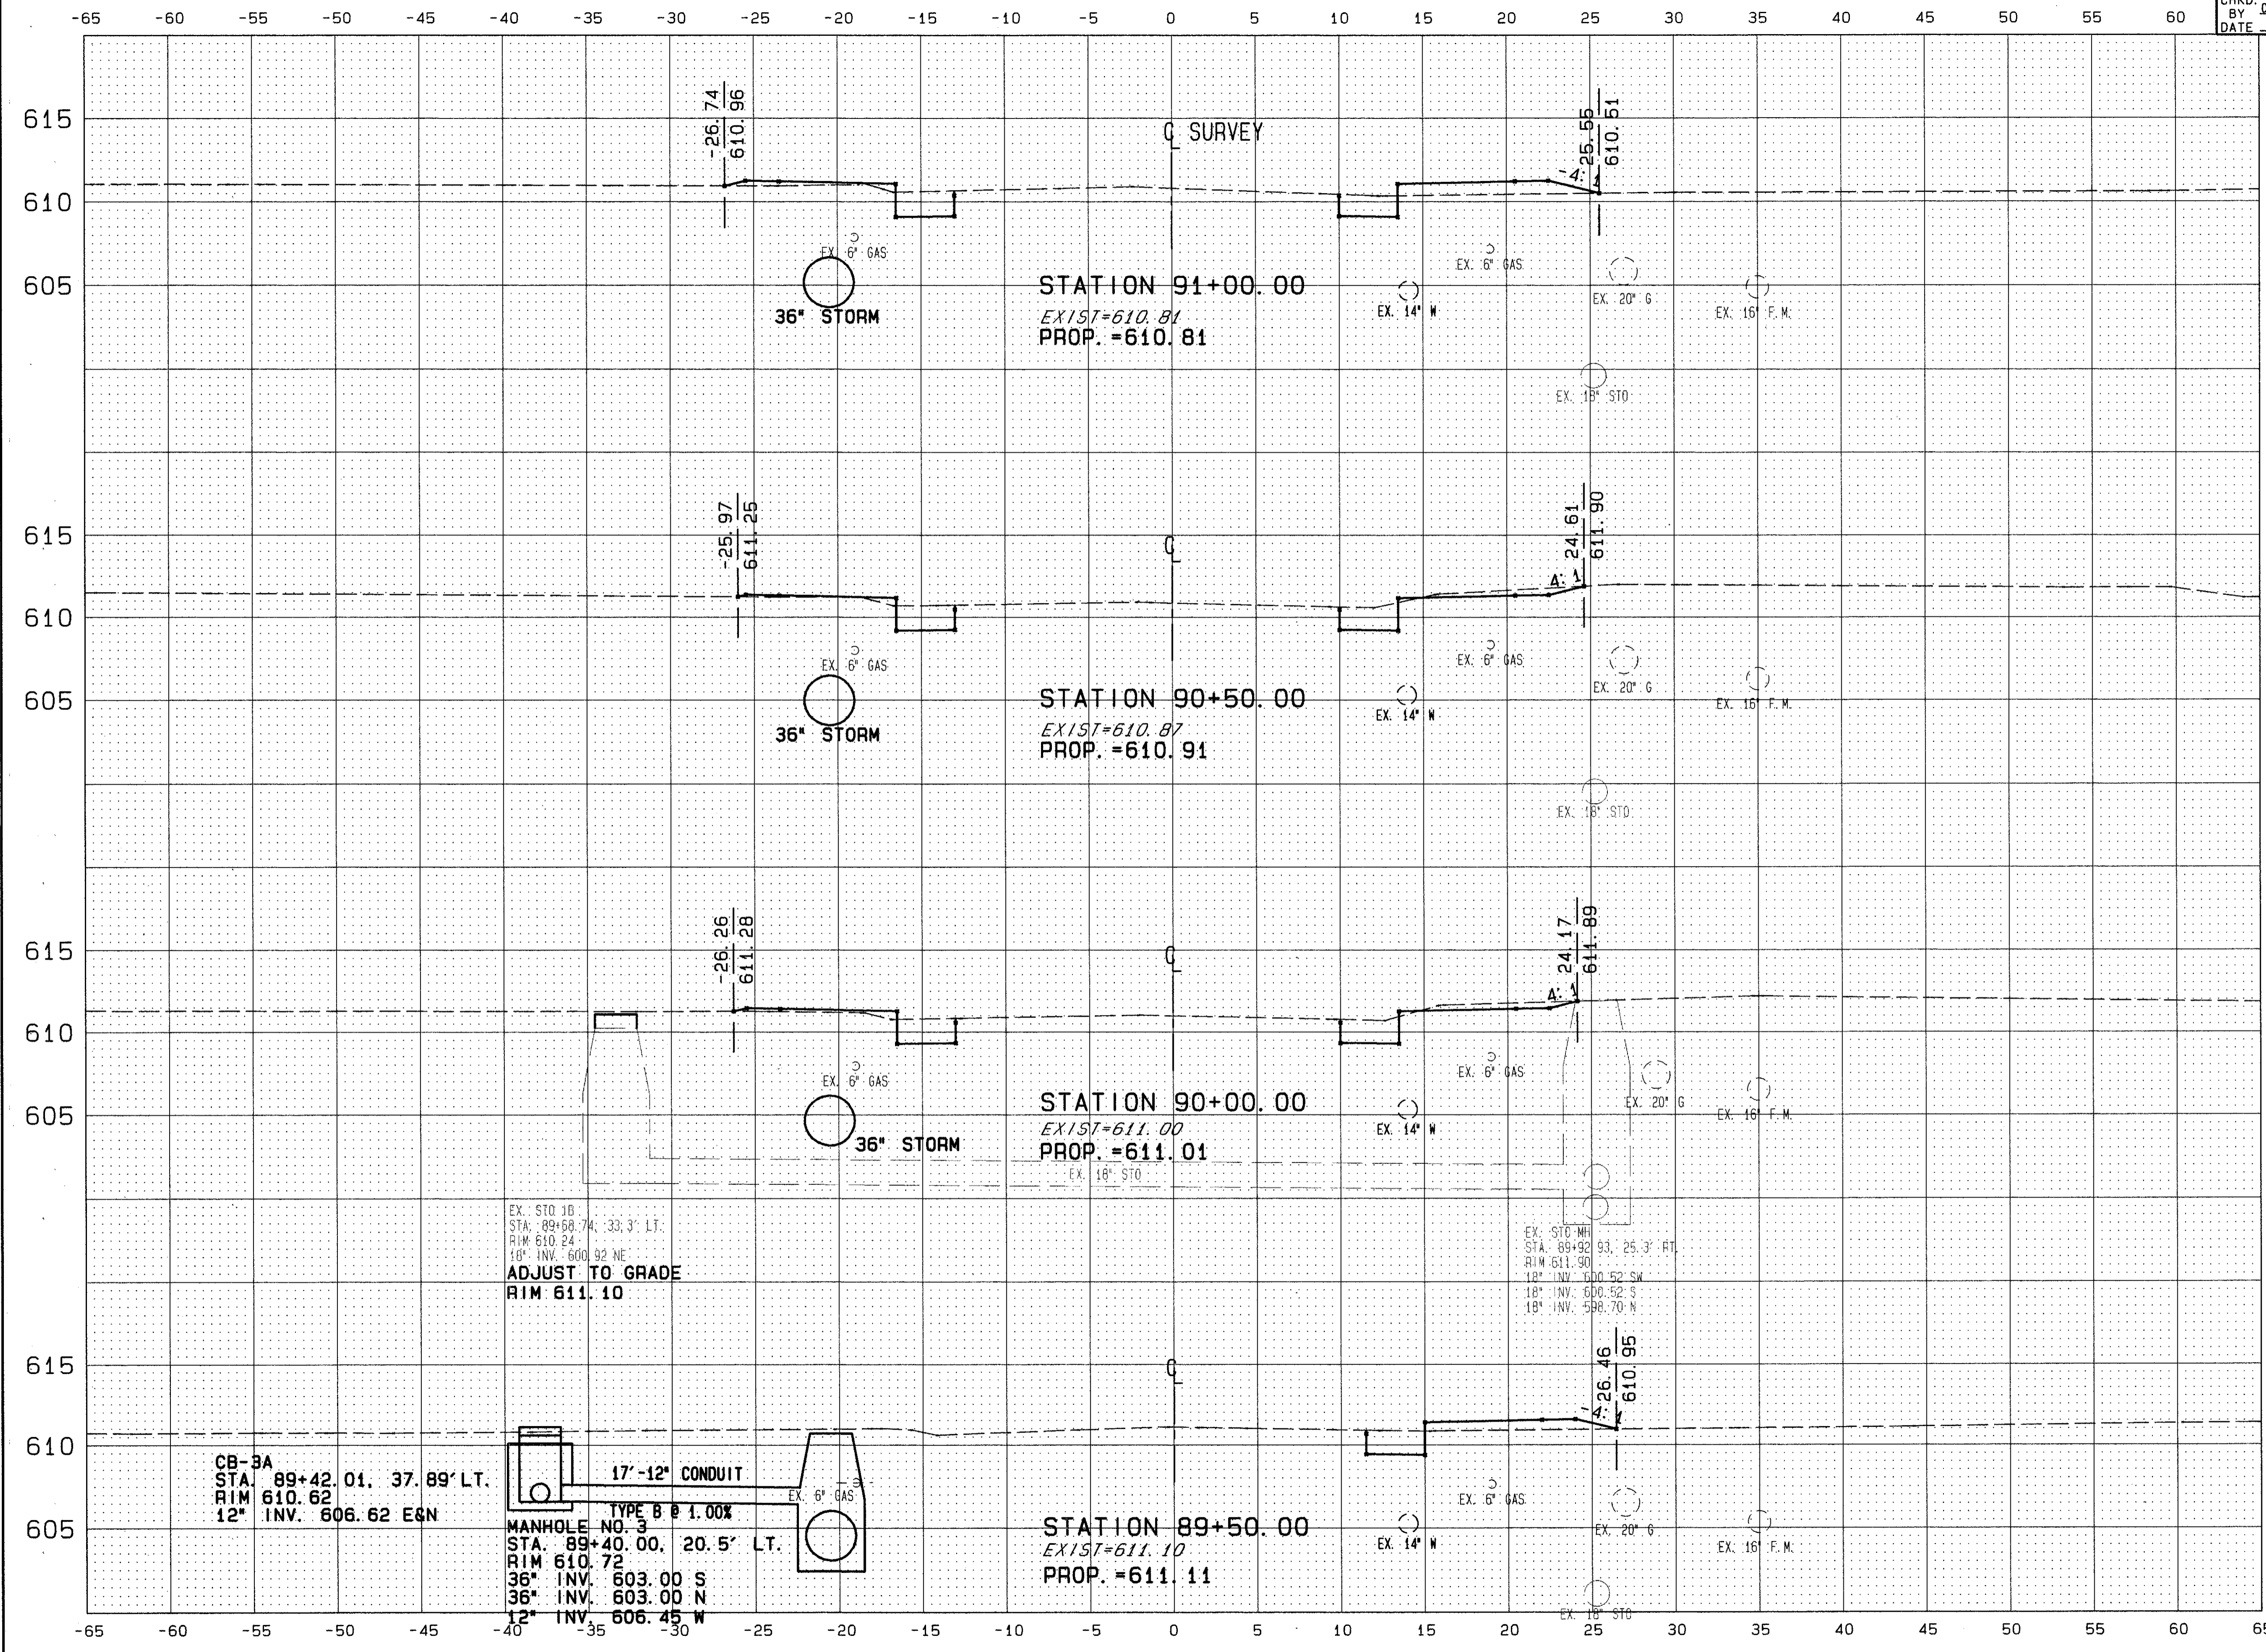 -65 -60 -55 -50 -45 -40 -35 -30 -25 -20 -15 -10 -5 0 5 10 15 20 25 30 35 40 45 50 55 60
BY
DATE
615
610
605
-26.74
610.96
℄ SURVEY
25.55
610.51
-4:1
EX. 6" GAS
36" STORM
STATION 91+00.00
EXIST=610.81
PROP.=610.81
EX. 6" GAS
EX. 14" W
EX. 20" G
EX. 16" F.M.
EX. 18" STO
615
610
605
-25.97
611.25
℄
24.61
611.90
4:1
EX. 6" GAS
36" STORM
STATION 90+50.00
EXIST=610.87
PROP.=610.91
EX. 6" GAS
EX. 14" W
EX. 20" G
EX. 16" F.M.
EX. 18" STO
615
610
605
-26.26
611.28
℄
24.17
611.89
4:1
EX. 6" GAS
36" STORM
STATION 90+00.00
EXIST=611.00
PROP.=611.01
EX. 18" STO
EX. 6" GAS
EX. 14" W
EX. 20" G
EX. 16" F.M.
EX. STO IB
STA. 89+68.74, 33.3' LT.
RIM 610.24
18" INV. 600.92 NE
ADJUST TO GRADE
RIM 611.10
EX. STO MH
STA. 89+92.93, 25.3' RT.
RIM 611.90
18" INV. 600.52 SW
18" INV. 600.52 S
18" INV. 598.70 N
615
610
605
℄
26.46
610.95
-4:1
CB-3A
STA. 89+42.01, 37.89' LT.
RIM 610.62
12" INV. 606.62 E&N
17'-12" CONDUIT
TYPE B @ 1.00%
EX. 6" GAS
MANHOLE NO. 3
STA. 89+40.00, 20.5' LT.
RIM 610.72
36" INV. 603.00 S
36" INV. 603.00 N
12" INV. 606.45 W
STATION 89+50.00
EXIST=611.10
PROP.=611.11
EX. 6" GAS
EX. 14" W
EX. 20" G
EX. 16" F.M.
EX. 18" STO
-65 -60 -55 -50 -45 -40 -35 -30 -25 -20 -15 -10 -5 0 5 10 15 20 25 30 35 40 45 50 55 60